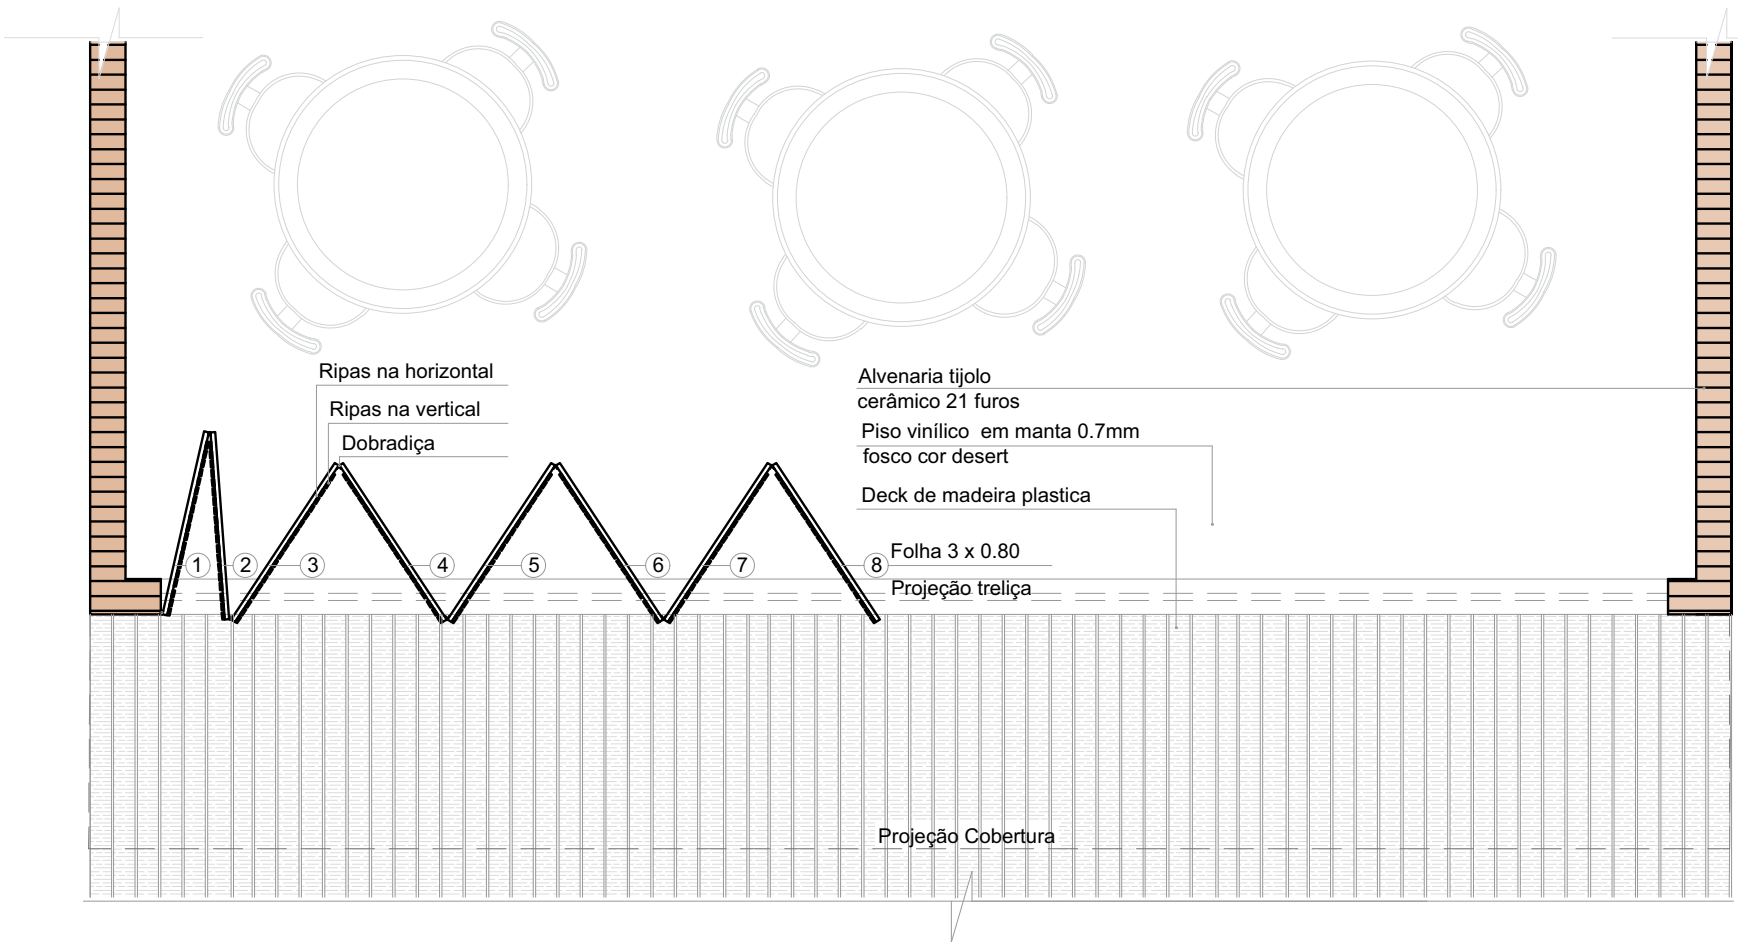 Ripas na horizontal
Ripas na vertical
Dobradiça
Alvenaria tijolo
cerâmico 21 furos
Piso vinílico em manta 0.7mm
fosco cor desert
Deck de madeira plastica
Folha 3 x 0.80
1 2 3 4 5 6 7 8
Projeção treliça
Projeção Cobertura